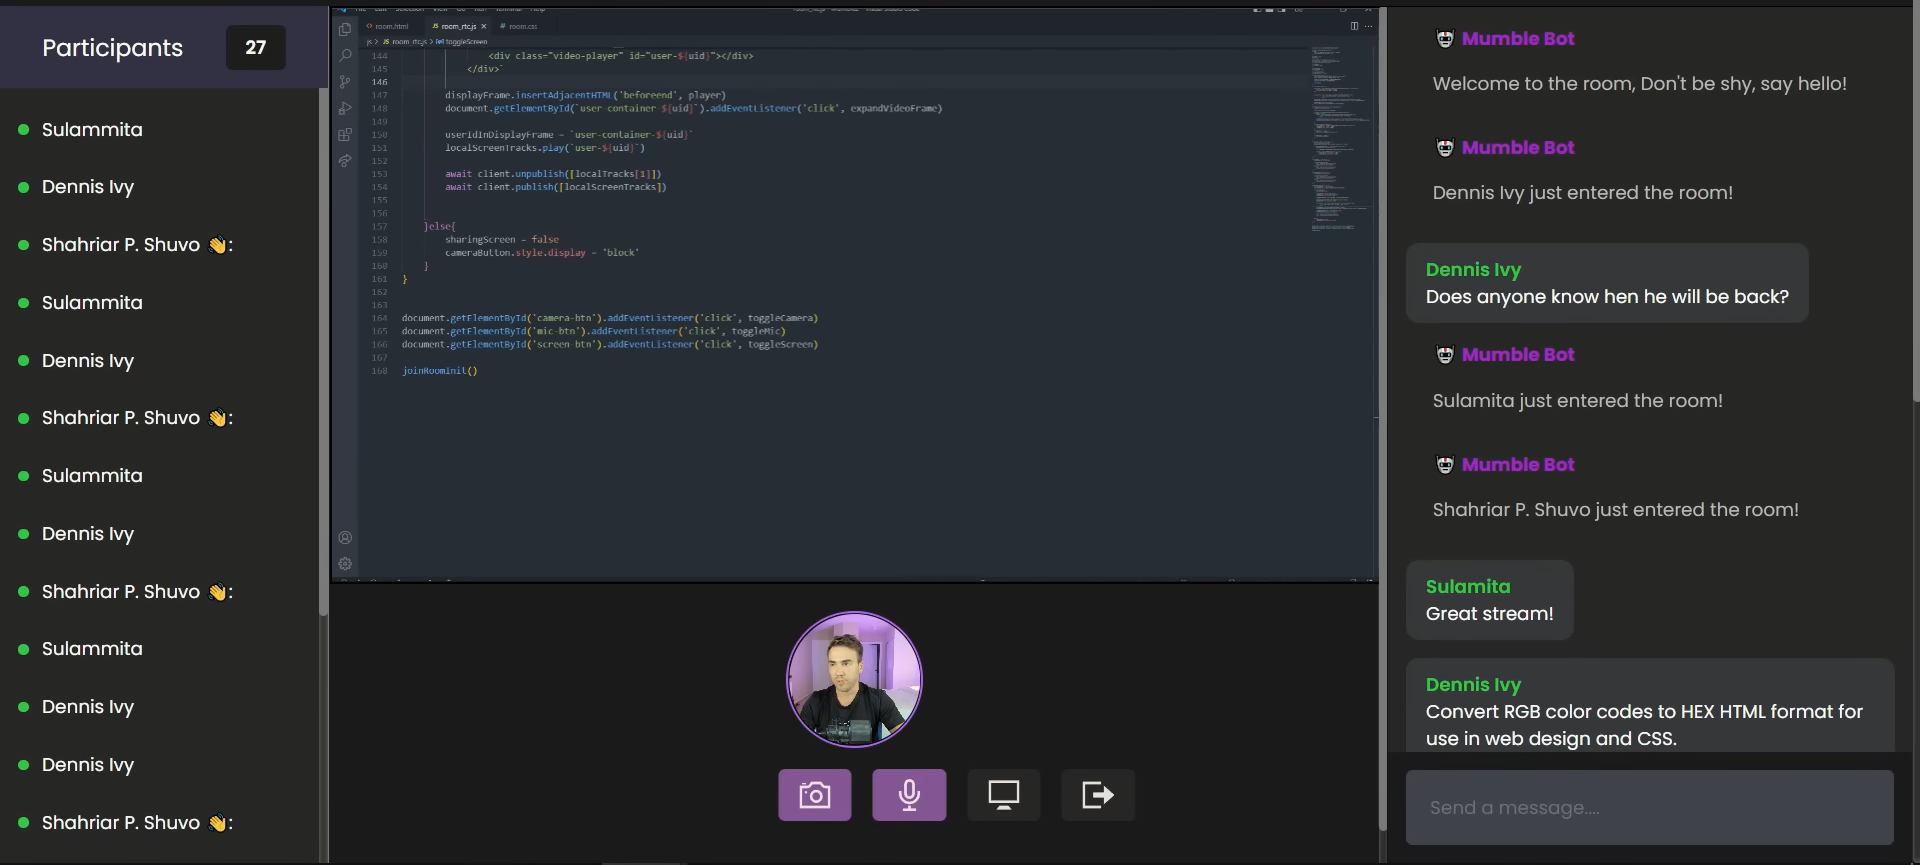 Participants 27
Sulammita
Dennis Ivy
Shahriar P. Shuvo 👋:
Sulammita
Dennis Ivy
Shahriar P. Shuvo 👋:
Sulammita
Dennis Ivy
Shahriar P. Shuvo 👋:
Sulammita
Dennis Ivy
Dennis Ivy
Shahriar P. Shuvo 👋:
room.html room_rtc.js room.css
js > room_rtc.js > toggleScreen
144 <div class="video-player" id="user-${uid}"></div>
145 </div>`
146
147 displayFrame.insertAdjacentHTML('beforeend', player)
148 document.getElementById(`user-container-${uid}`).addEventListener('click', expandVideoFrame)
149
150 userIdInDisplayFrame = `user-container-${uid}`
151 localScreenTracks.play(`user-${uid}`)
152
153 await client.unpublish([localTracks[1]])
154 await client.publish([localScreenTracks])
155
156
157 }else{
158 sharingScreen = false
159 cameraButton.style.display = 'block'
160 }
161 }
162
163
164 document.getElementById('camera-btn').addEventListener('click', toggleCamera)
165 document.getElementById('mic-btn').addEventListener('click', toggleMic)
166 document.getElementById('screen-btn').addEventListener('click', toggleScreen)
167
168 joinRoomInit()
Mumble Bot
Welcome to the room, Don't be shy, say hello!
Mumble Bot
Dennis Ivy just entered the room!
Dennis Ivy
Does anyone know hen he will be back?
Mumble Bot
Sulamita just entered the room!
Mumble Bot
Shahriar P. Shuvo just entered the room!
Sulamita
Great stream!
Dennis Ivy
Convert RGB color codes to HEX HTML format for
use in web design and CSS.
Send a message....